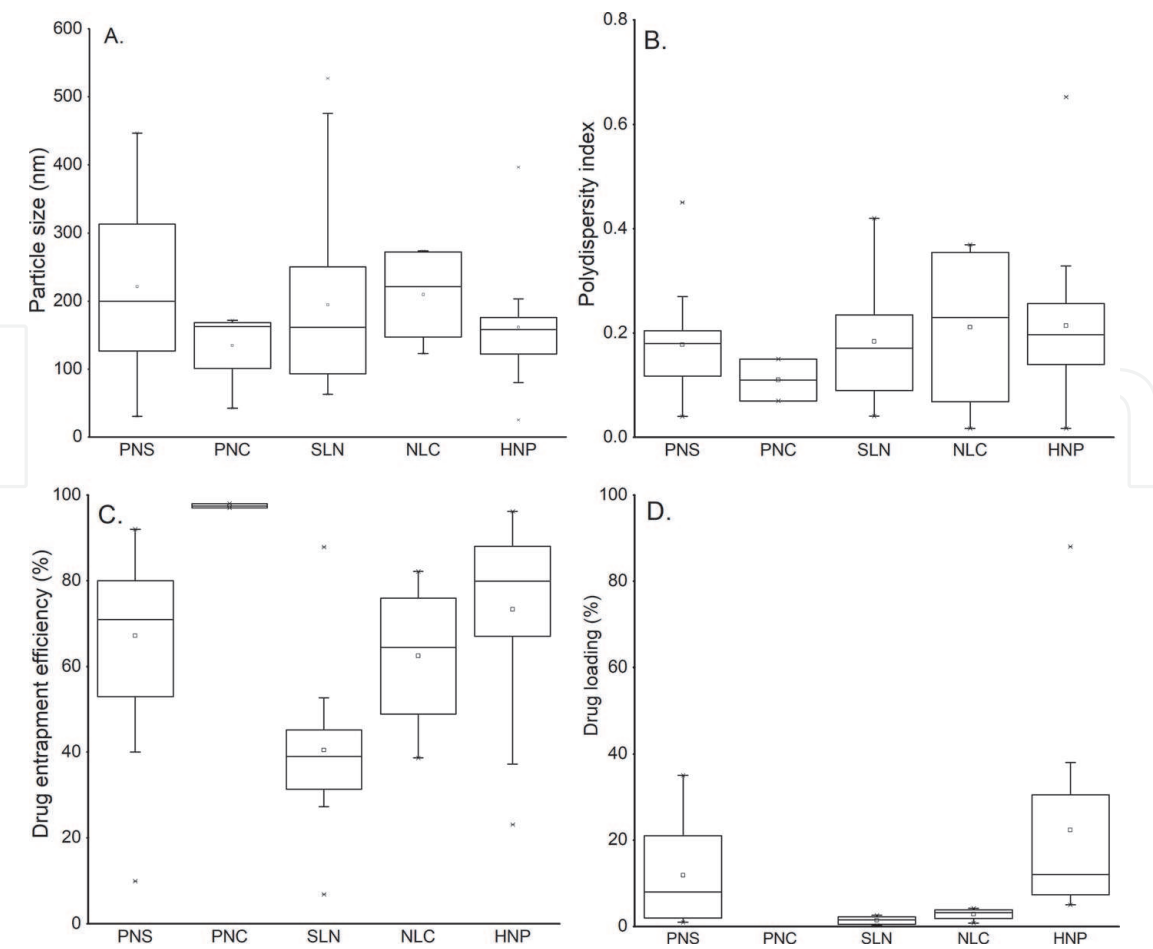 A.
Particle size (nm)
600
500
400
300
200
100
0
PNS PNC SLN NLC HNP
B.
Polydispersity index
0.8
0.6
0.4
0.2
0.0
PNS PNC SLN NLC HNP
C.
Drug entrapment efficiency (%)
100
80
60
40
20
0
PNS PNC SLN NLC HNP
D.
Drug loading (%)
100
80
60
40
20
0
PNS PNC SLN NLC HNP